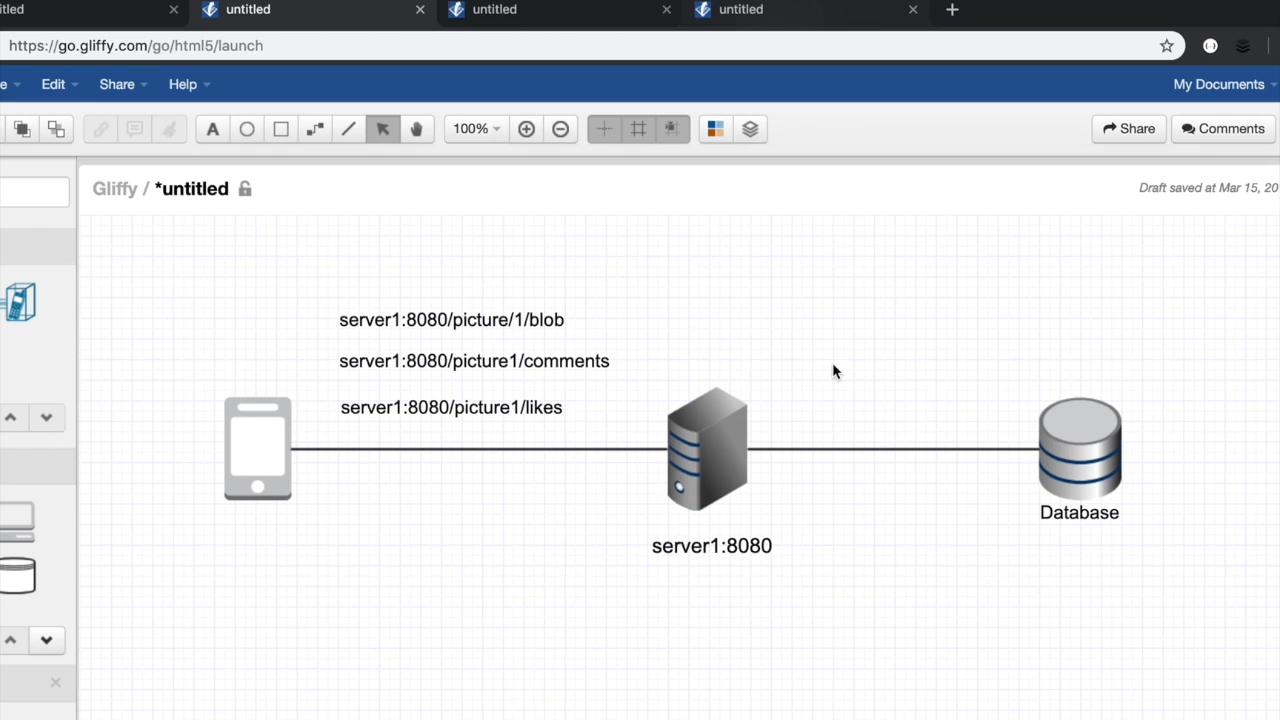 tled
untitled
untitled
untitled
https://go.gliffy.com/go/html5/launch
e Edit Share Help My Documents
A 100% Share Comments
Gliffy / *untitled Draft saved at Mar 15, 20
server1:8080/picture/1/blob
server1:8080/picture1/comments
server1:8080/picture1/likes
Database
server1:8080